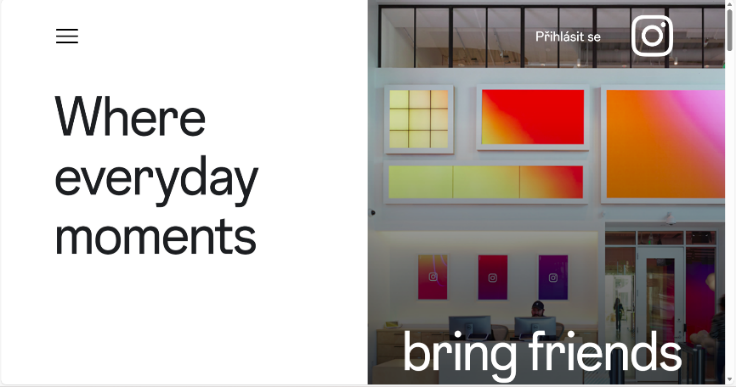 Přihlásit se
Where
everyday
moments
bring friends